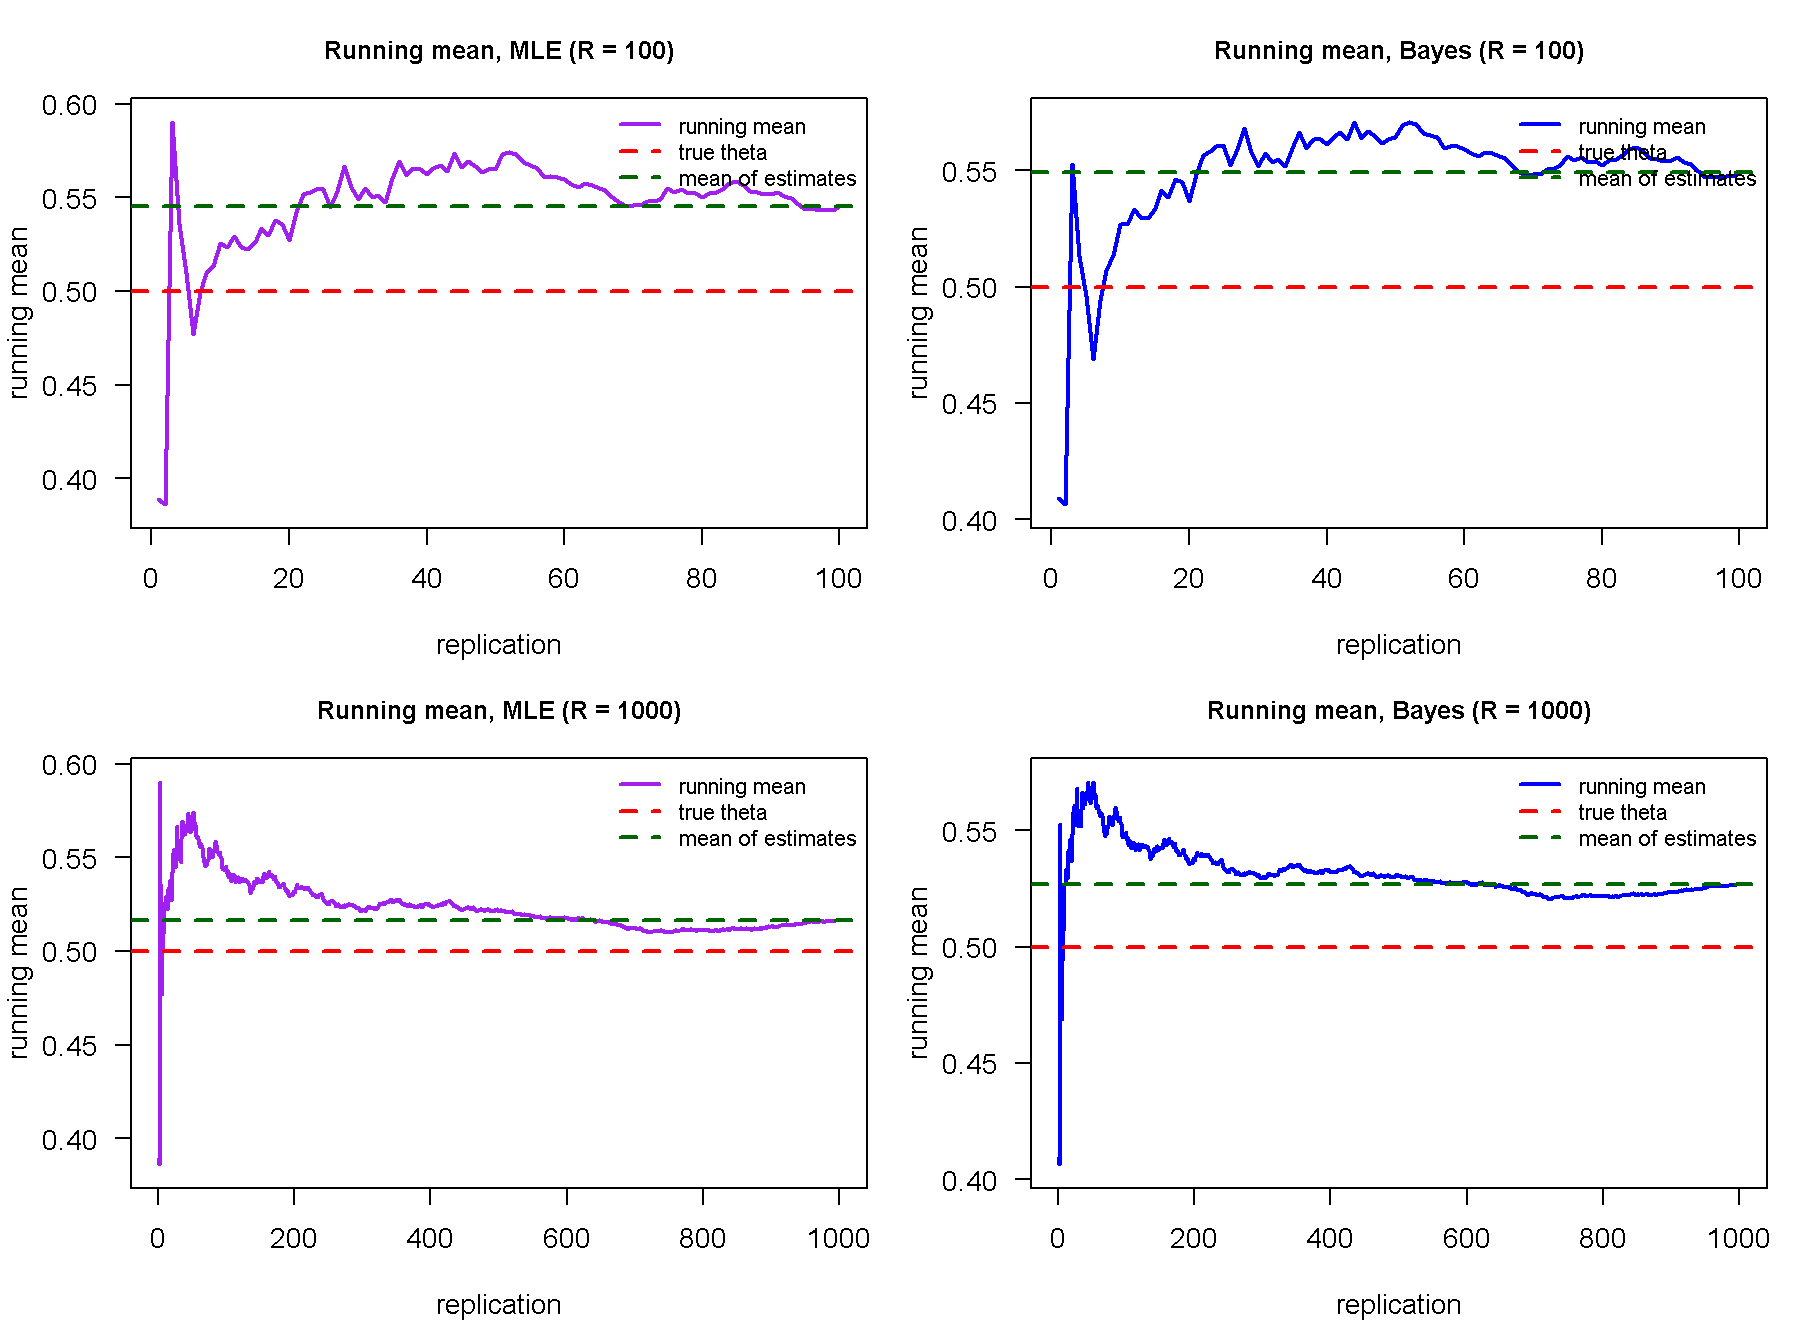 Running mean, MLE (R = 100)
running mean
0.60
0.55
0.50
0.45
0.40
running mean
true theta
mean of estimates
0 20 40 60 80 100
replication
Running mean, Bayes (R = 100)
running mean
0.55
0.50
0.45
0.40
running mean
true theta
mean of estimates
0 20 40 60 80 100
replication
Running mean, MLE (R = 1000)
running mean
0.60
0.55
0.50
0.45
0.40
running mean
true theta
mean of estimates
0 200 400 600 800 1000
replication
Running mean, Bayes (R = 1000)
running mean
0.55
0.50
0.45
0.40
running mean
true theta
mean of estimates
0 200 400 600 800 1000
replication